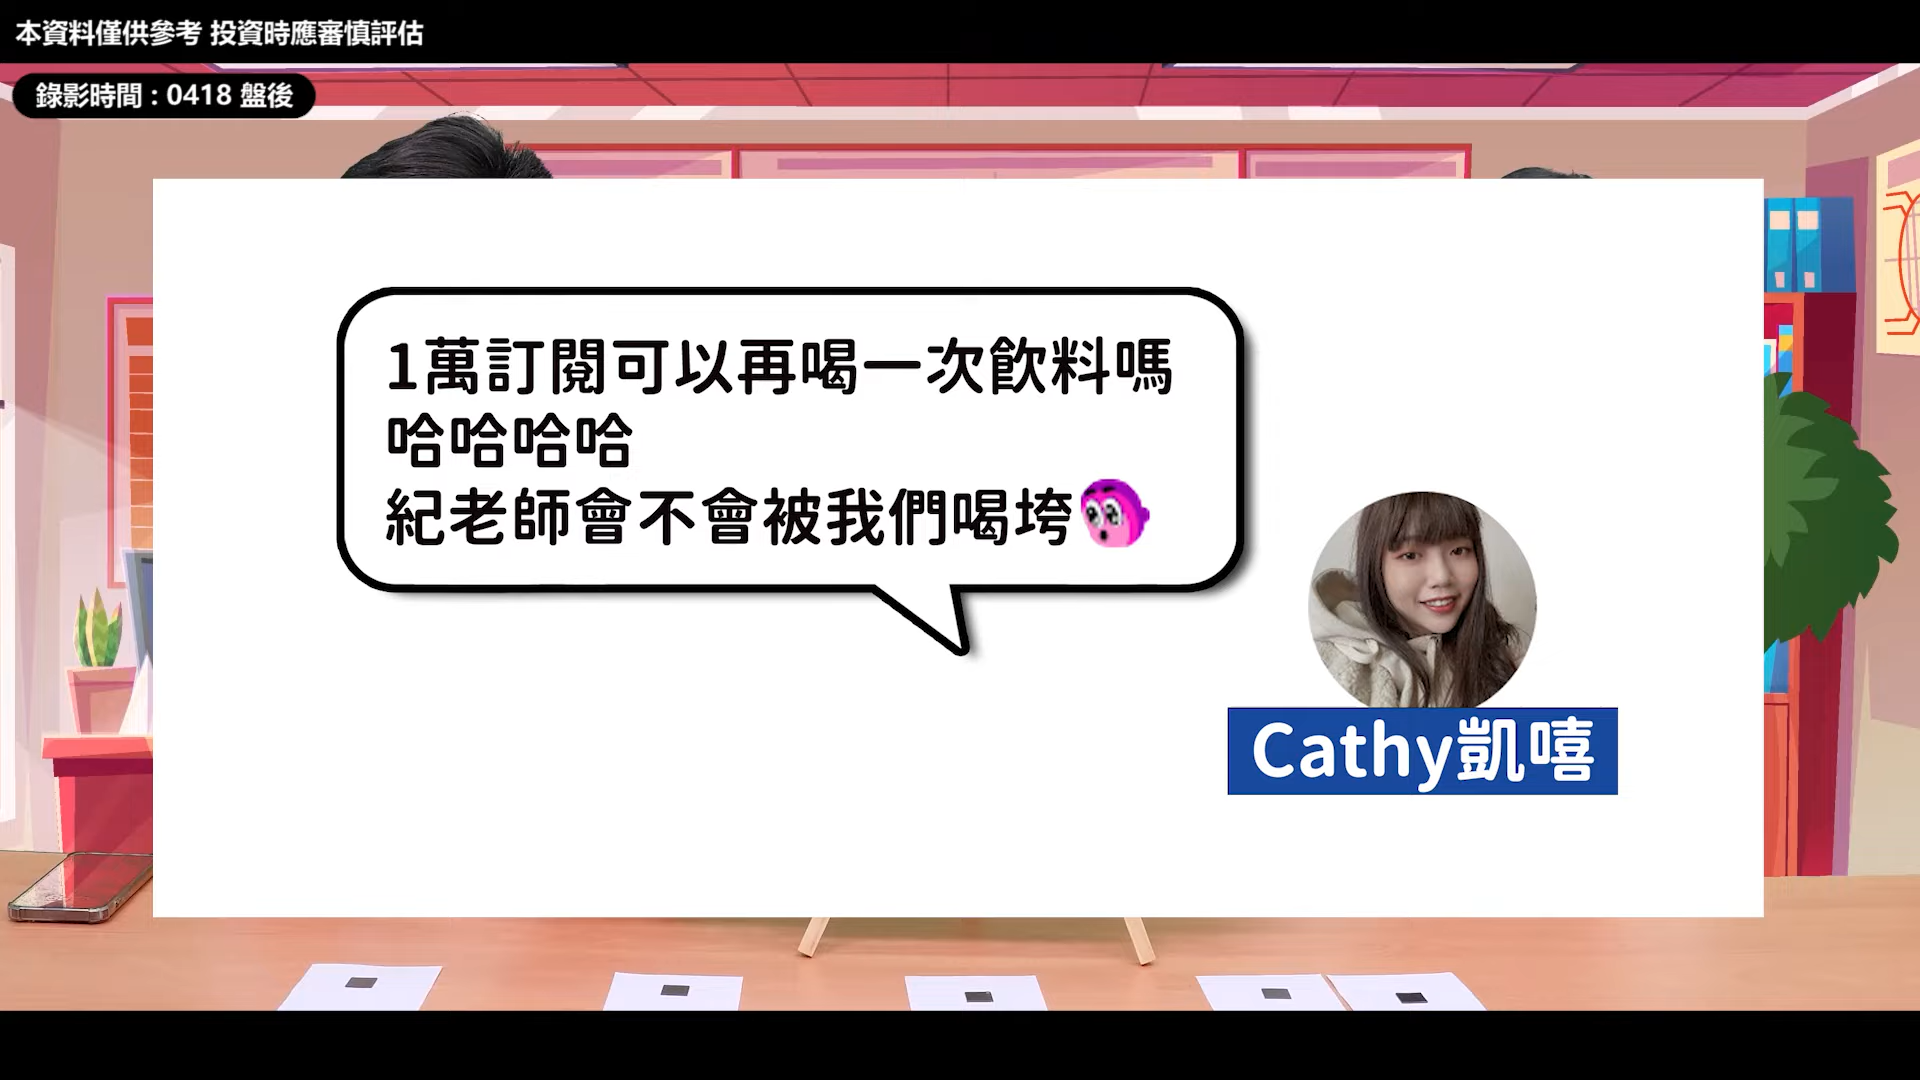 本資料僅供參考 投資時應審慎評估
錄影時間：0418 盤後
1萬訂閱可以再喝一次飲料嗎
哈哈哈哈
紀老師會不會被我們喝垮
Cathy凱嘻